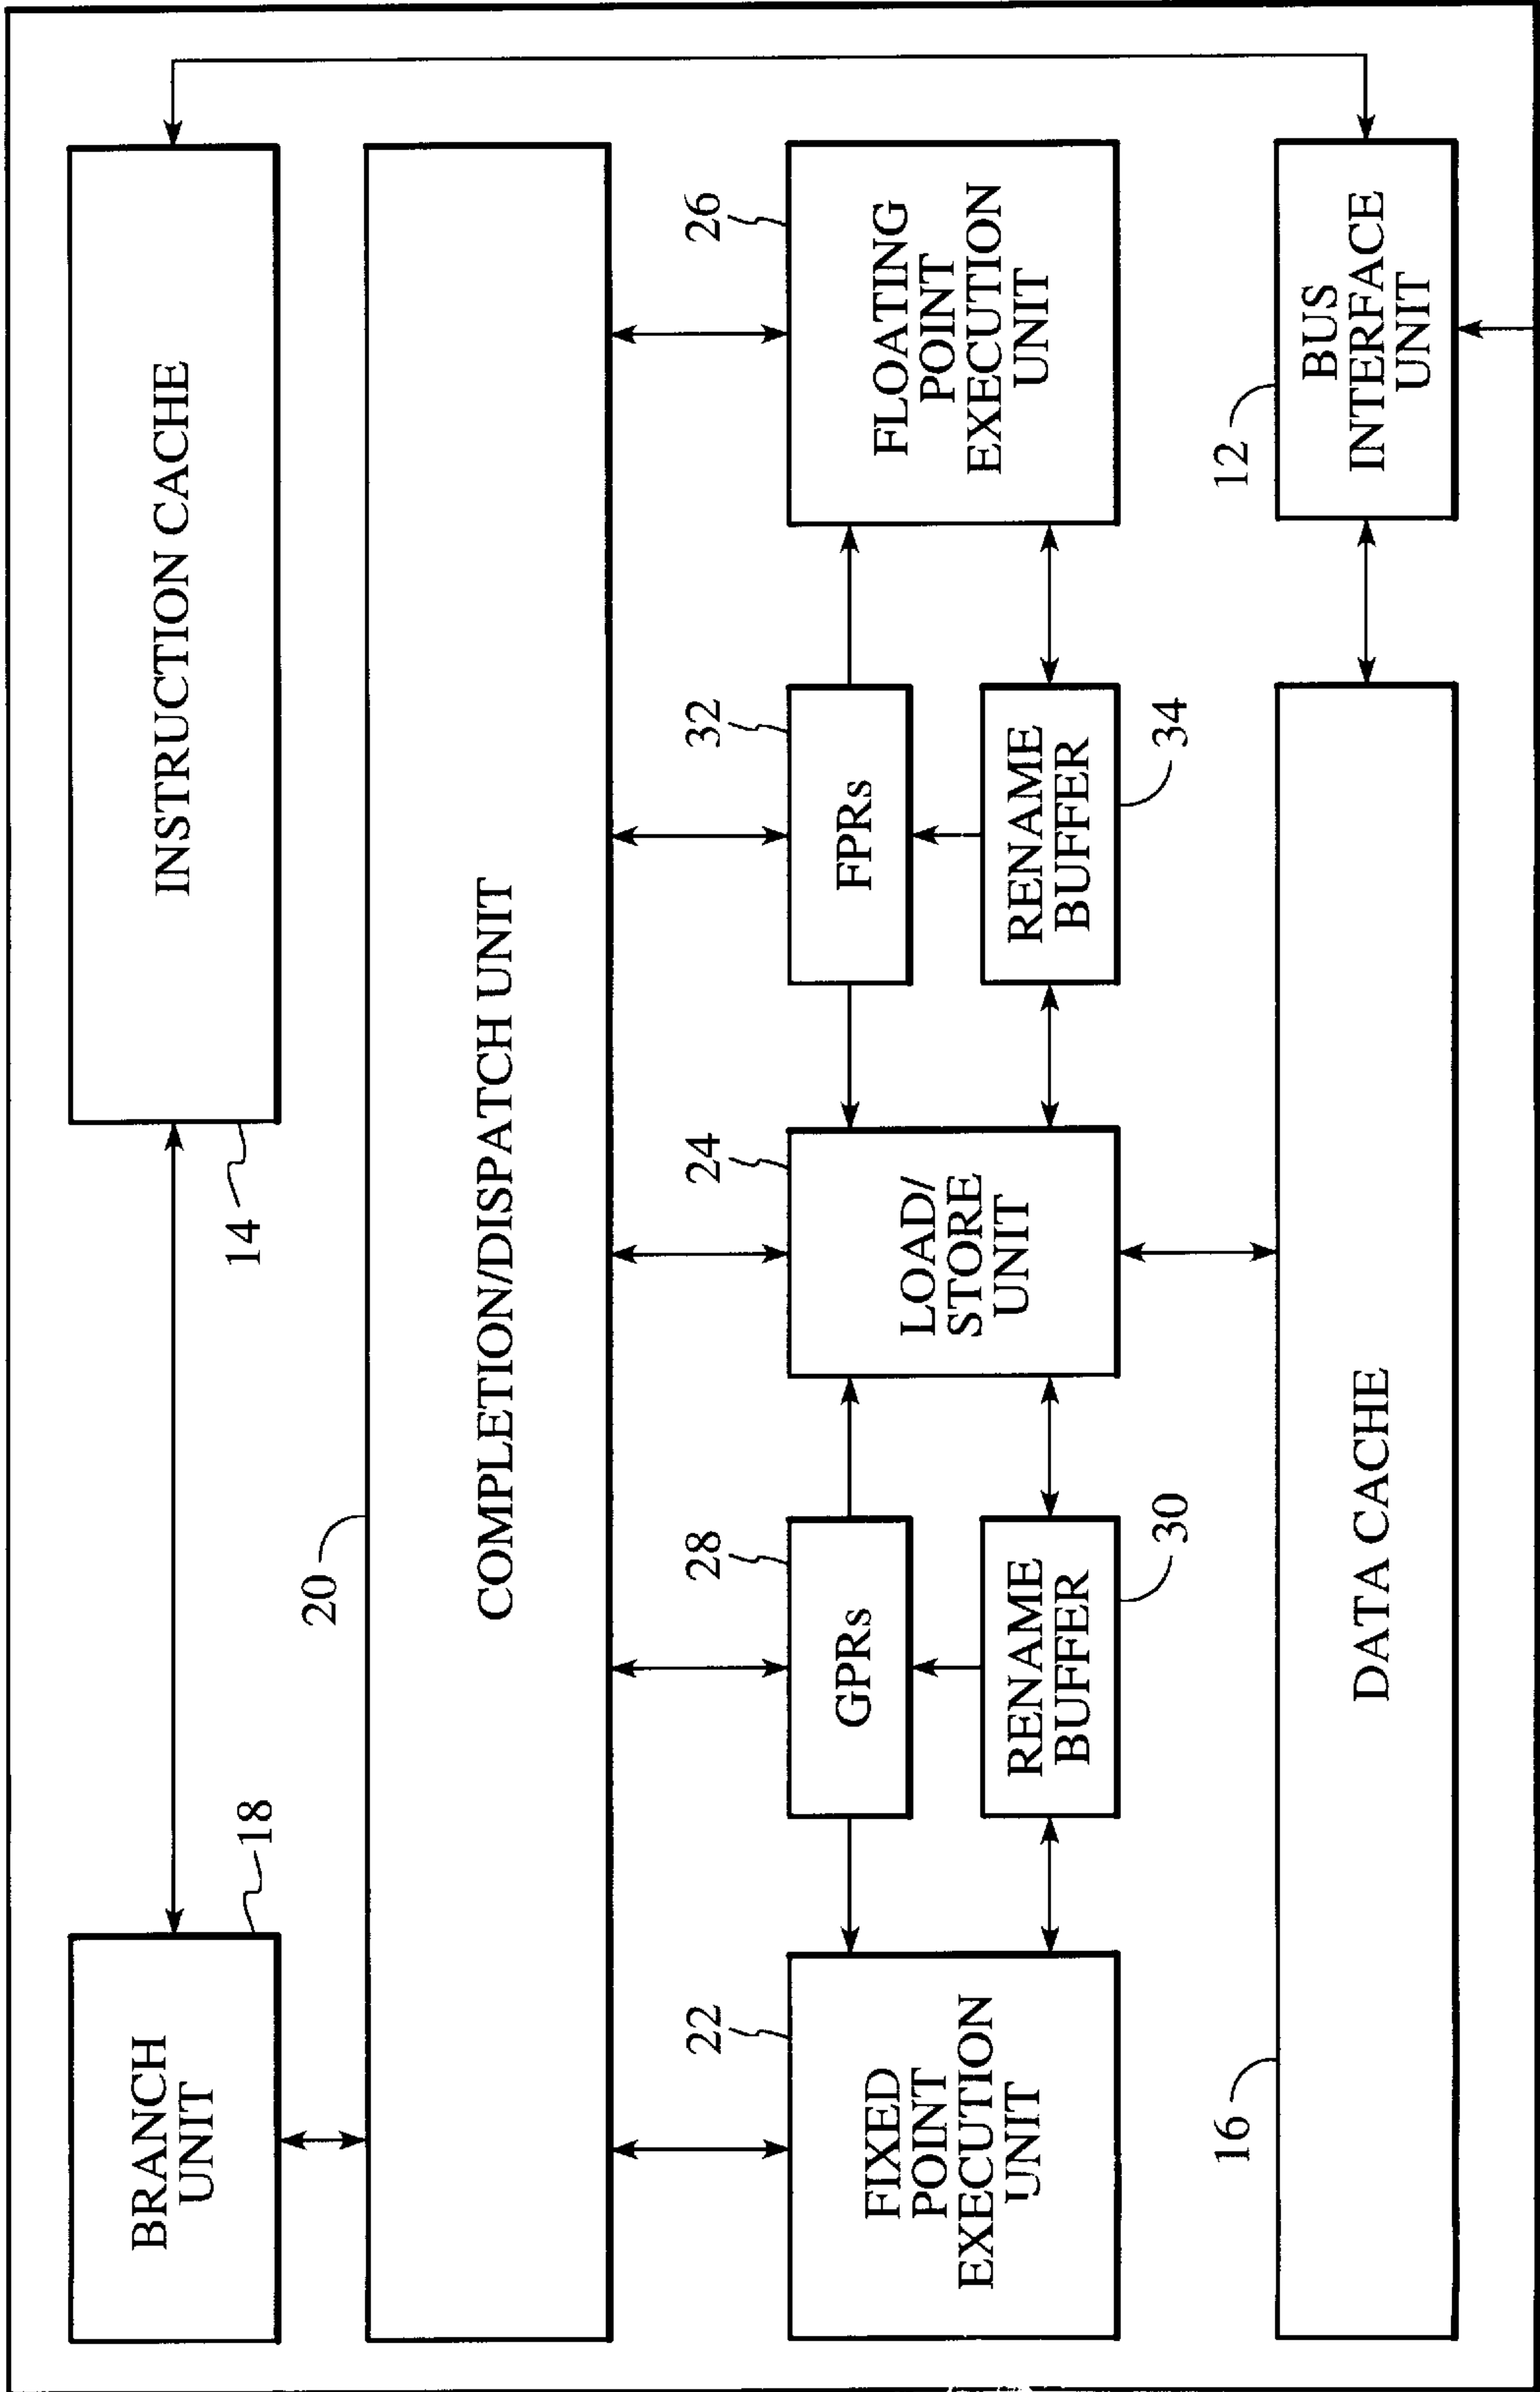 BRANCH
UNIT
18
INSTRUCTION CACHE
14
20
COMPLETION/DISPATCH UNIT
22
FIXED
POINT
EXECUTION
UNIT
28
GPRs
RENAME
BUFFER
30
24
LOAD/
STORE
UNIT
32
FPRs
RENAME
BUFFER
34
26
FLOATING
POINT
EXECUTION
UNIT
16
DATA CACHE
12
BUS
INTERFACE
UNIT